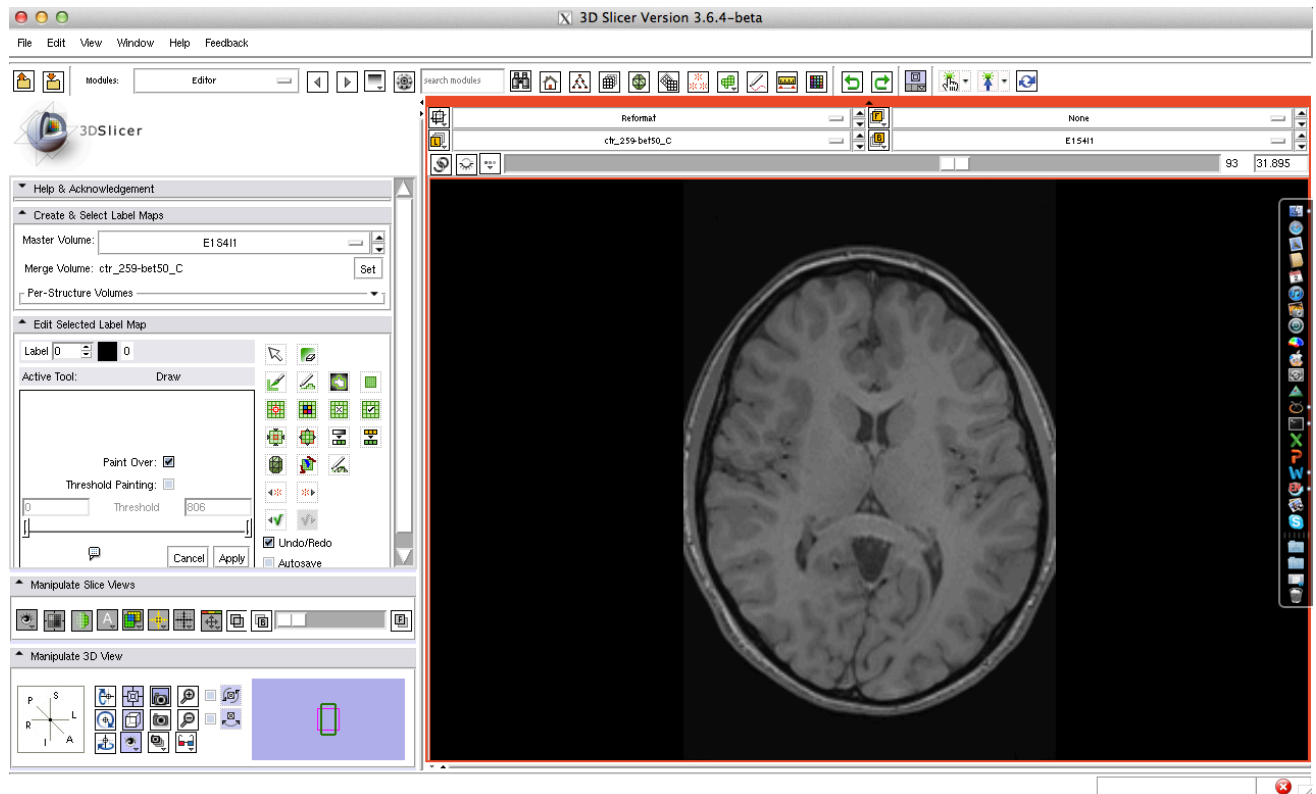 3D Slicer Version 3.6.4-beta
File Edit View Window Help Feedback
Modules: Editor search modules
3DSlicer
Reformat None
ctr_259-bet50_C E1S4I1
93 31.895
Help & Acknowledgement
Create & Select Label Maps
Master Volume: E1S4I1
Merge Volume: ctr_259-bet50_C Set
Per-Structure Volumes
Edit Selected Label Map
Label 0 0
Active Tool: Draw
Paint Over:
Threshold Painting:
0 Threshold 806
Undo/Redo
Cancel Apply
Autosave
Manipulate Slice Views
Manipulate 3D View
P S
R L
I A